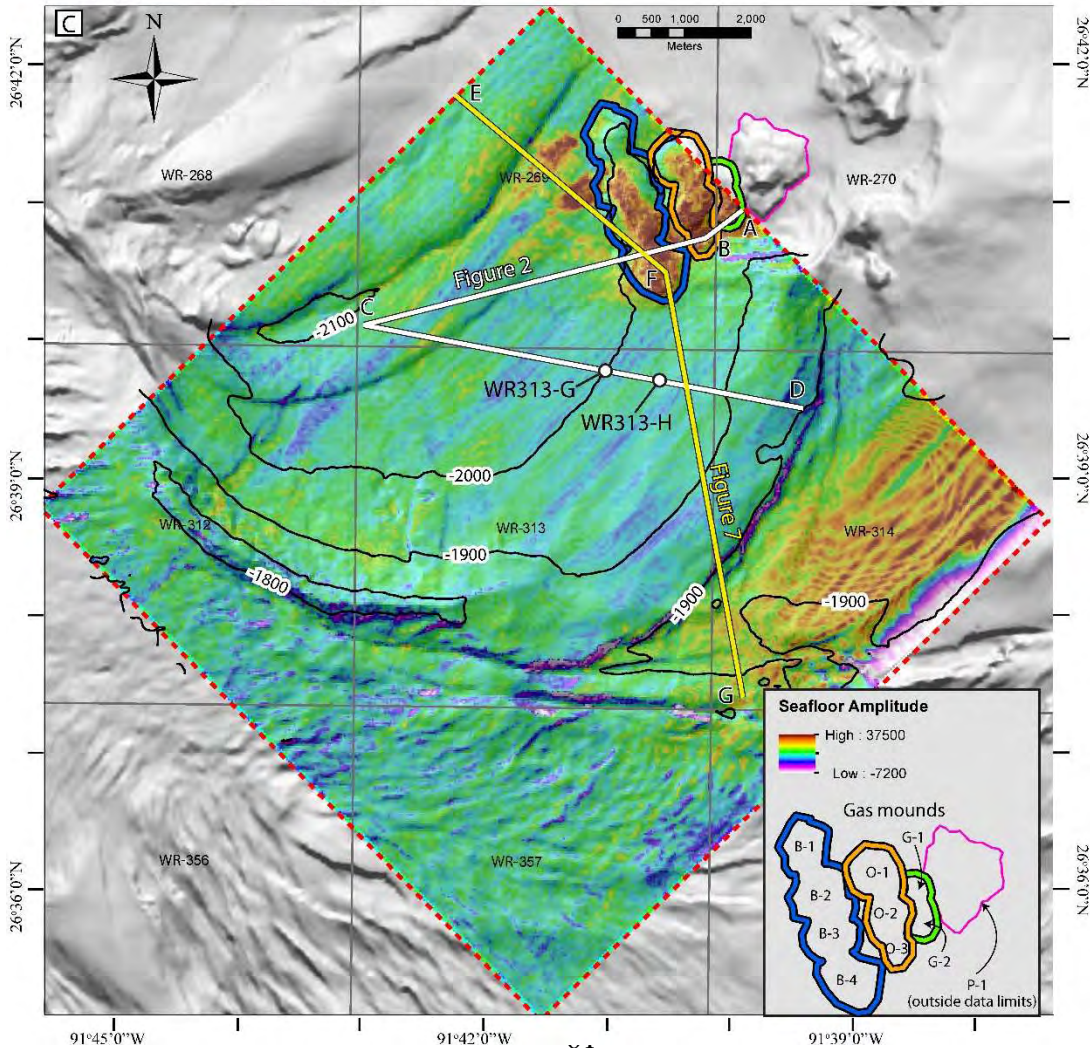 C
N
0 500 1,000 2,000
Meters
26°42'0"N
26°42'0"N
E
WR-268
WR-269
WR-270
A
B
Figure 2
F
C
-2100
D
WR313-G
WR313-H
26°39'0"N
26°39'0"N
-2000
Figure 7
WR-312
WR-313
WR-314
-1900
-1800
-1900
-1900
G
Seafloor Amplitude
High : 37500
Low : -7200
Gas mounds
G-1
B-1
O-1
B-2
O-2
B-3
O-3
G-2
B-4
P-1
(outside data limits)
WR-356
WR-357
26°36'0"N
26°36'0"N
91°45'0"W
91°42'0"W
91°39'0"W